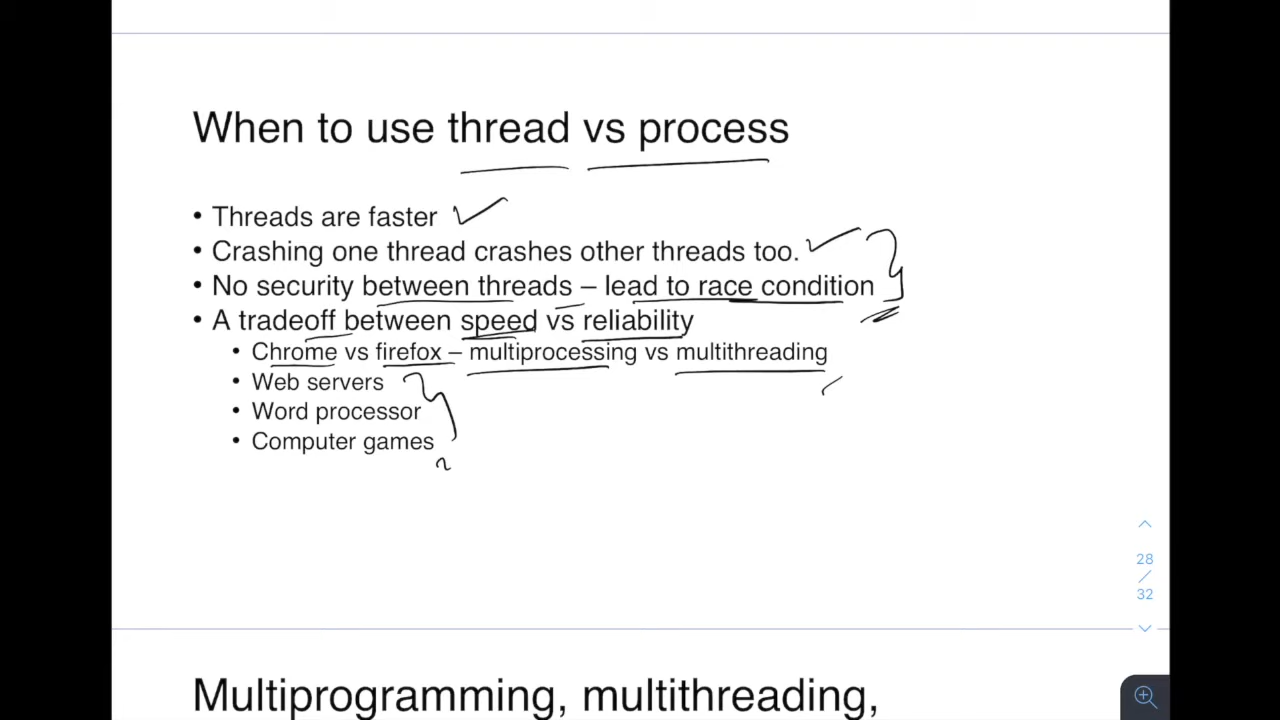 When to use thread vs process
• Threads are faster
• Crashing one thread crashes other threads too.
• No security between threads – lead to race condition
• A tradeoff between speed vs reliability
• Chrome vs firefox – multiprocessing vs multithreading
• Web servers
• Word processor
• Computer games
?
28
/
32
Multiprogramming, multithreading,